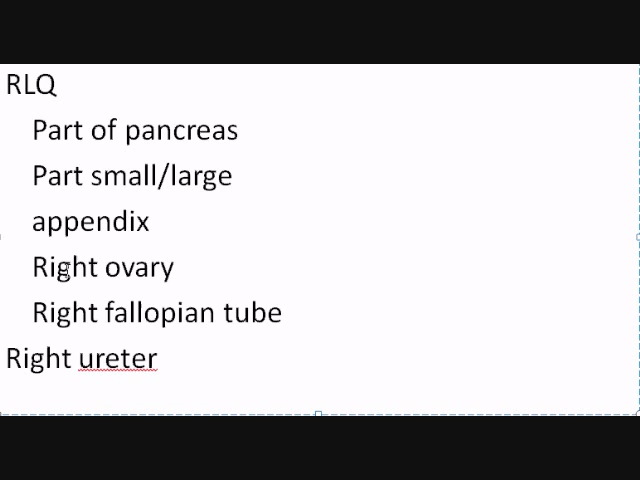 RLQ
Part of pancreas
Part small/large
appendix
Right ovary
Right fallopian tube
Right ureter